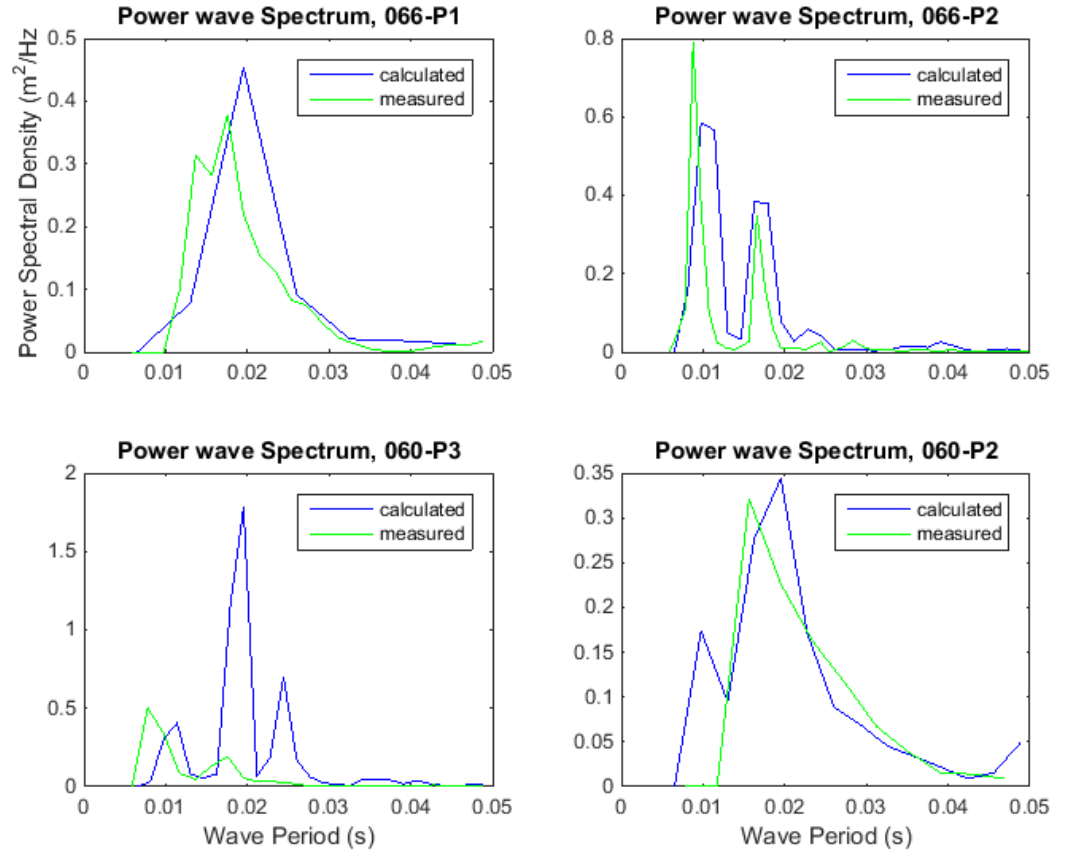 Power wave Spectrum, 066-P1
Power Spectral Density (m²/Hz)
0.5
0.4
0.3
0.2
0.1
0
0 0.01 0.02 0.03 0.04 0.05
calculated
measured
Power wave Spectrum, 066-P2
0.8
0.6
0.4
0.2
0
0 0.01 0.02 0.03 0.04 0.05
calculated
measured
Power wave Spectrum, 060-P3
2
1.5
1
0.5
0
0 0.01 0.02 0.03 0.04 0.05
Wave Period (s)
calculated
measured
Power wave Spectrum, 060-P2
0.35
0.3
0.25
0.2
0.15
0.1
0.05
0
0 0.01 0.02 0.03 0.04 0.05
Wave Period (s)
calculated
measured